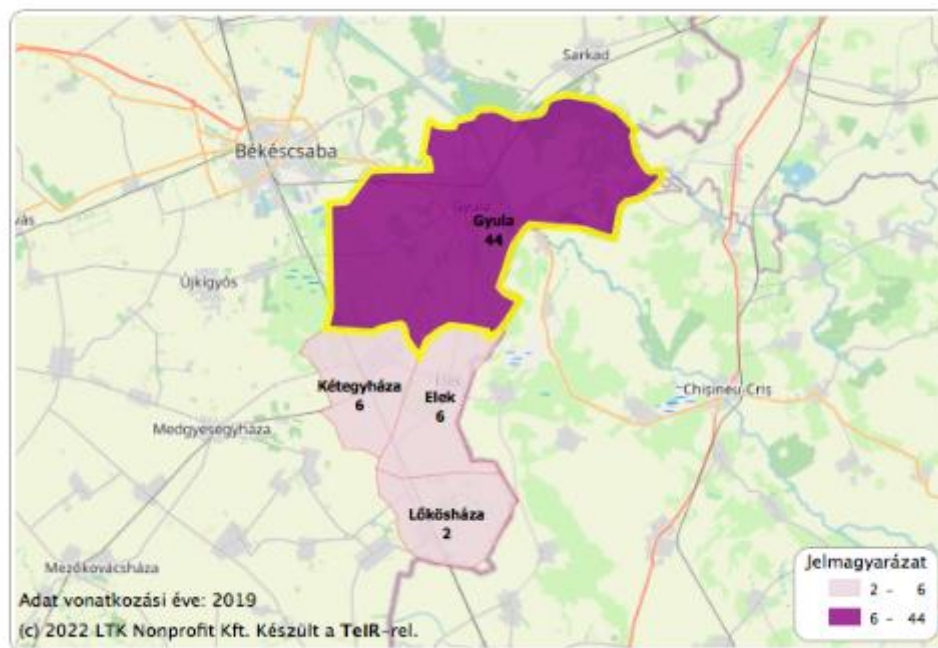 Sarkad
Békéscsaba
Gyula
Gyula
44
Újkígyós
Kétegyháza
6
Elek
6
Chișineu-Criș
Medgyesegyháza
Lőkösháza
2
Mezőkovácsháza
Jelmagyarázat
2 - 6
6 - 44
Adat vonatkozási éve: 2019
(c) 2022 LTK Nonprofit Kft. Készült a TeIR-rel.